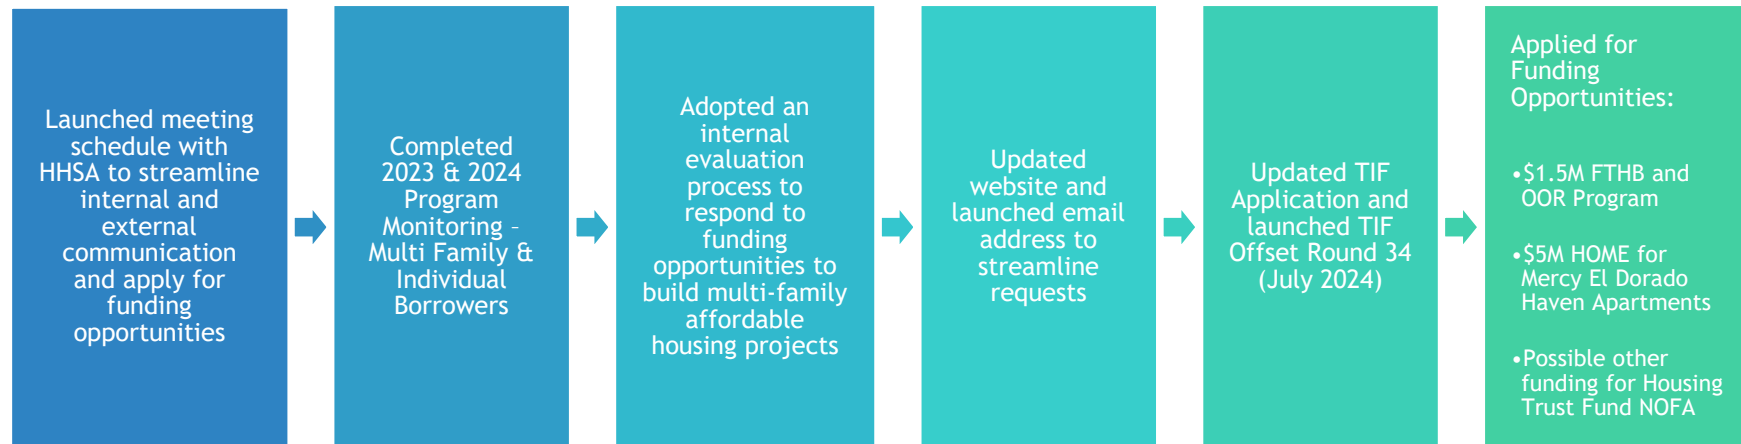 Launched meeting
schedule with
HHSA to streamline
internal and
external
communication
and apply for
funding
opportunities
Completed
2023 & 2024
Program
Monitoring –
Multi Family &
Individual
Borrowers
Adopted an
internal
evaluation
process to
respond to
funding
opportunities to
build multi-family
affordable
housing projects
Updated
website and
launched email
address to
streamline
requests
Updated TIF
Application and
launched TIF
Offset Round 34
(July 2024)
Applied for
Funding
Opportunities:
•$1.5M FTHB and
OOR Program
•$5M HOME for
Mercy El Dorado
Haven Apartments
•Possible other
funding for Housing
Trust Fund NOFA